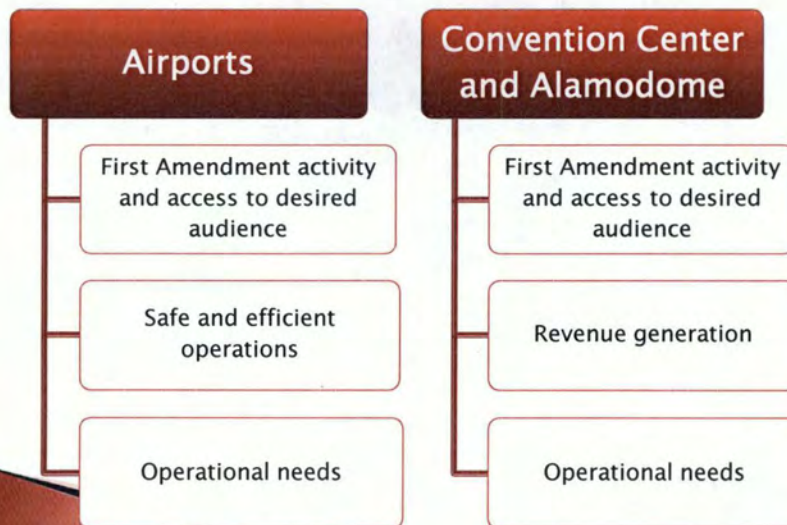 Airports
First Amendment activity
and access to desired
audience
Safe and efficient
operations
Operational needs
Convention Center
and Alamodome
First Amendment activity
and access to desired
audience
Revenue generation
Operational needs